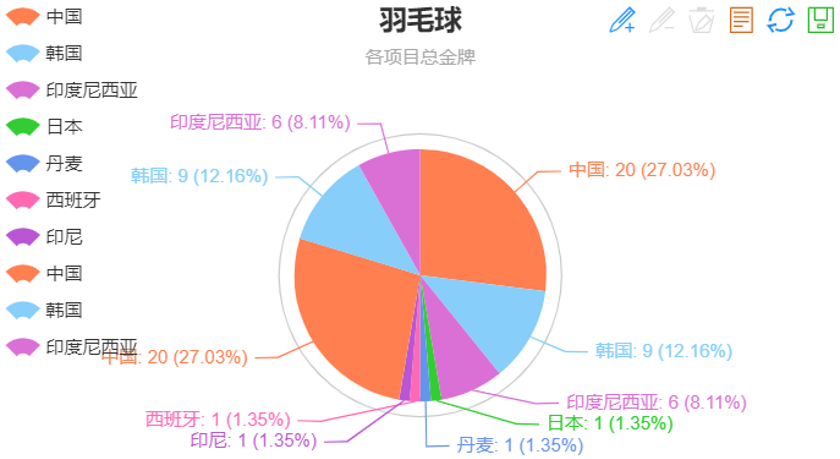 羽毛球
各项目总金牌
中国
韩国
印度尼西亚
日本
丹麦
西班牙
印尼
中国
韩国
印度尼西亚
印度尼西亚: 6 (8.11%)
中国: 20 (27.03%)
韩国: 9 (12.16%)
韩国: 9 (12.16%)
中国: 20 (27.03%)
印度尼西亚: 6 (8.11%)
西班牙: 1 (1.35%)
日本: 1 (1.35%)
印尼: 1 (1.35%)
丹麦: 1 (1.35%)